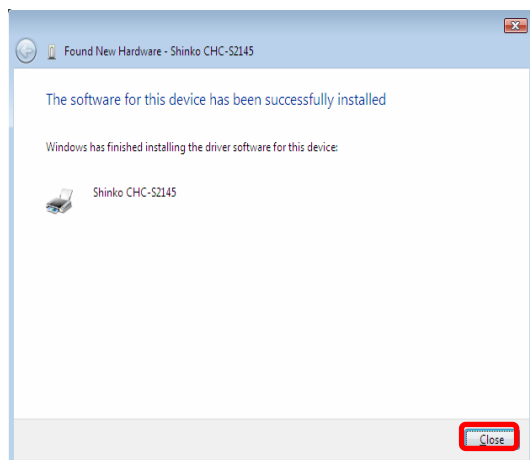 Found New Hardware - Shinko CHC-S2145
The software for this device has been successfully installed
Windows has finished installing the driver software for this device:
Shinko CHC-S2145
Close